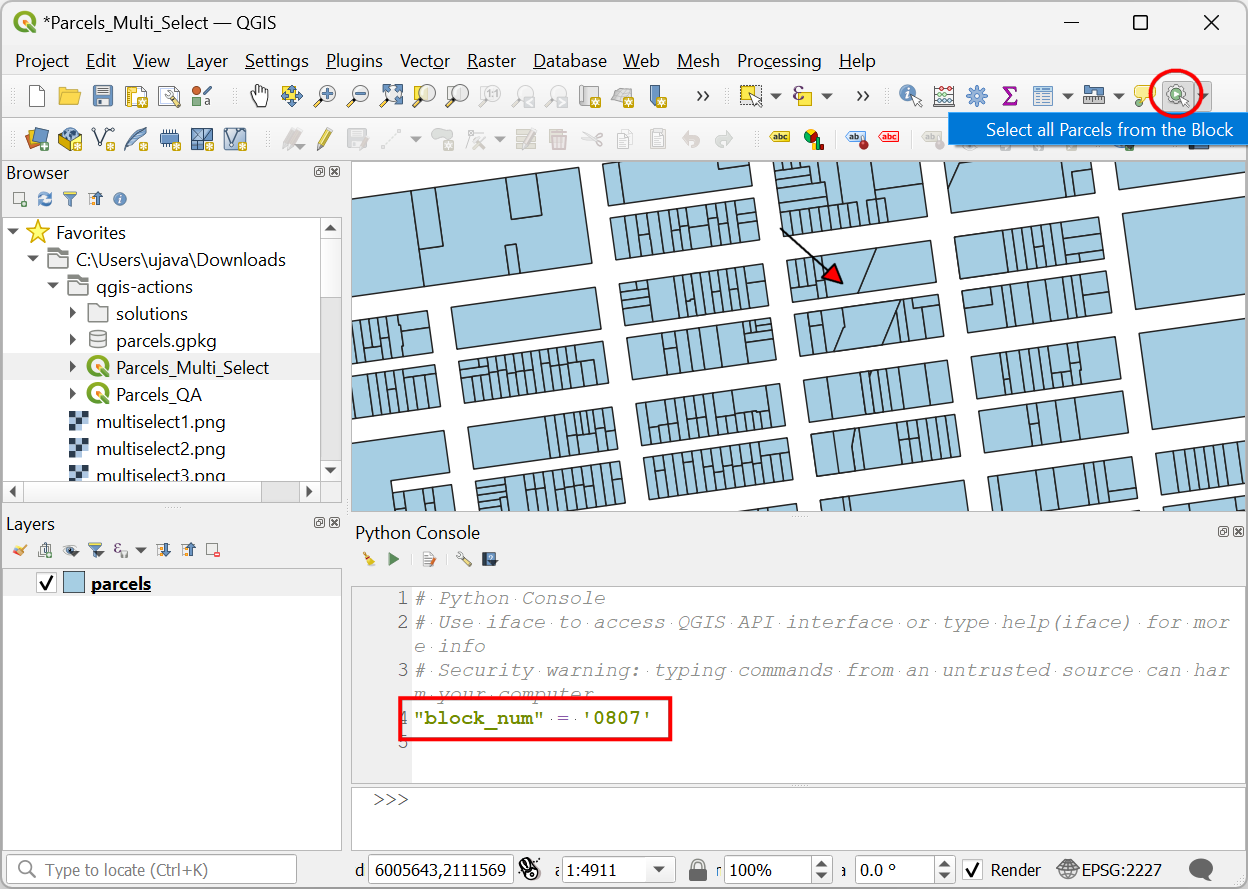 *Parcels_Multi_Select — QGIS
Project Edit View Layer Settings Plugins Vector Raster Database Web Mesh Processing Help
Select all Parcels from the Block
Browser
Favorites
C:\Users\ujava\Downloads
qgis-actions
solutions
parcels.gpkg
Parcels_Multi_Select
Parcels_QA
multiselect1.png
multiselect2.png
multiselect3.png
Layers
parcels
Python Console
1 # Python Console
2 # Use iface to access QGIS API interface or type help(iface) for mor
e info
3 # Security warning: typing commands from an untrusted source can har
m your computer
4 "block_num" = '0807'
5
>>>
Type to locate (Ctrl+K)
d 6005643,2111569 1:4911 100% 0.0 ° Render EPSG:2227